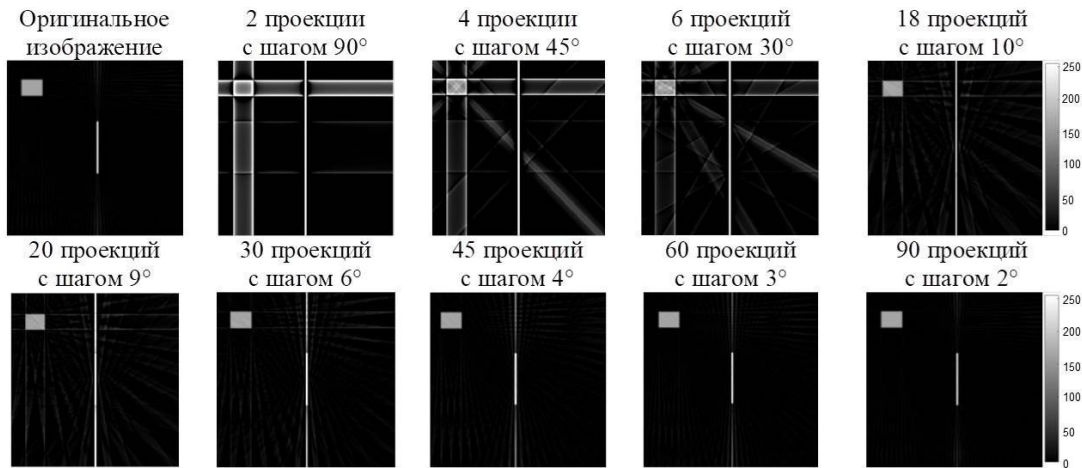 Оригинальное
изображение
2 проекции
с шагом 90°
4 проекции
с шагом 45°
6 проекций
с шагом 30°
18 проекций
с шагом 10°
250
200
150
100
50
0
20 проекций
с шагом 9°
30 проекций
с шагом 6°
45 проекций
с шагом 4°
60 проекций
с шагом 3°
90 проекций
с шагом 2°
250
200
150
100
50
0